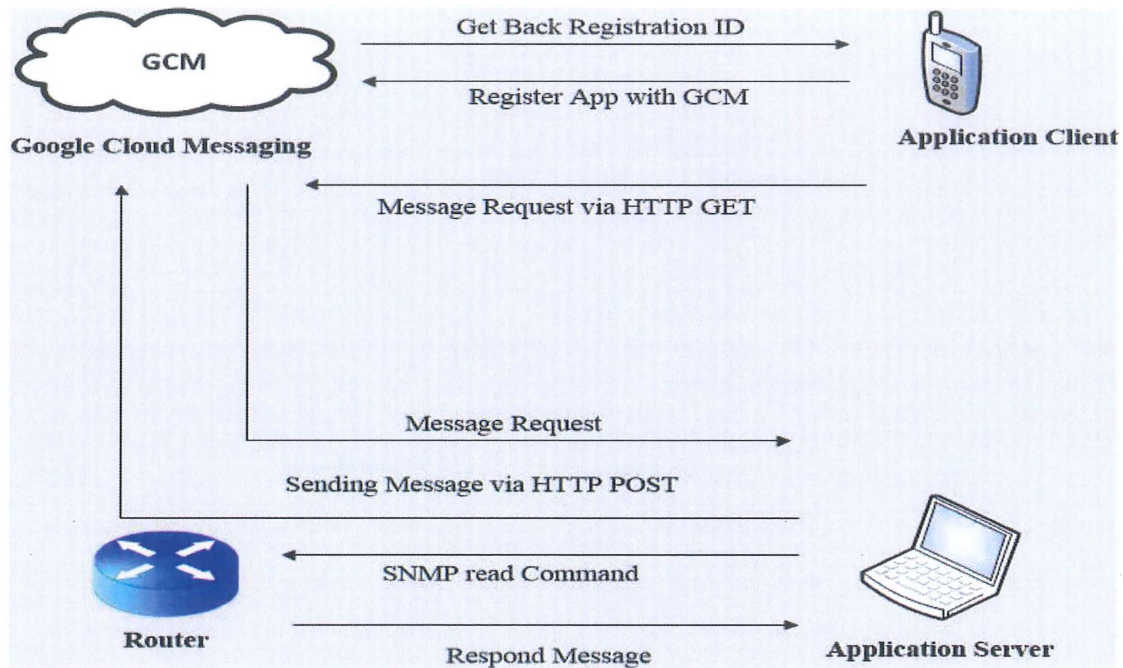 Get Back Registration ID
GCM
Register App with GCM
Google Cloud Messaging
Application Client
Message Request via HTTP GET
Message Request
Sending Message via HTTP POST
SNMP read Command
Router
Application Server
Respond Message